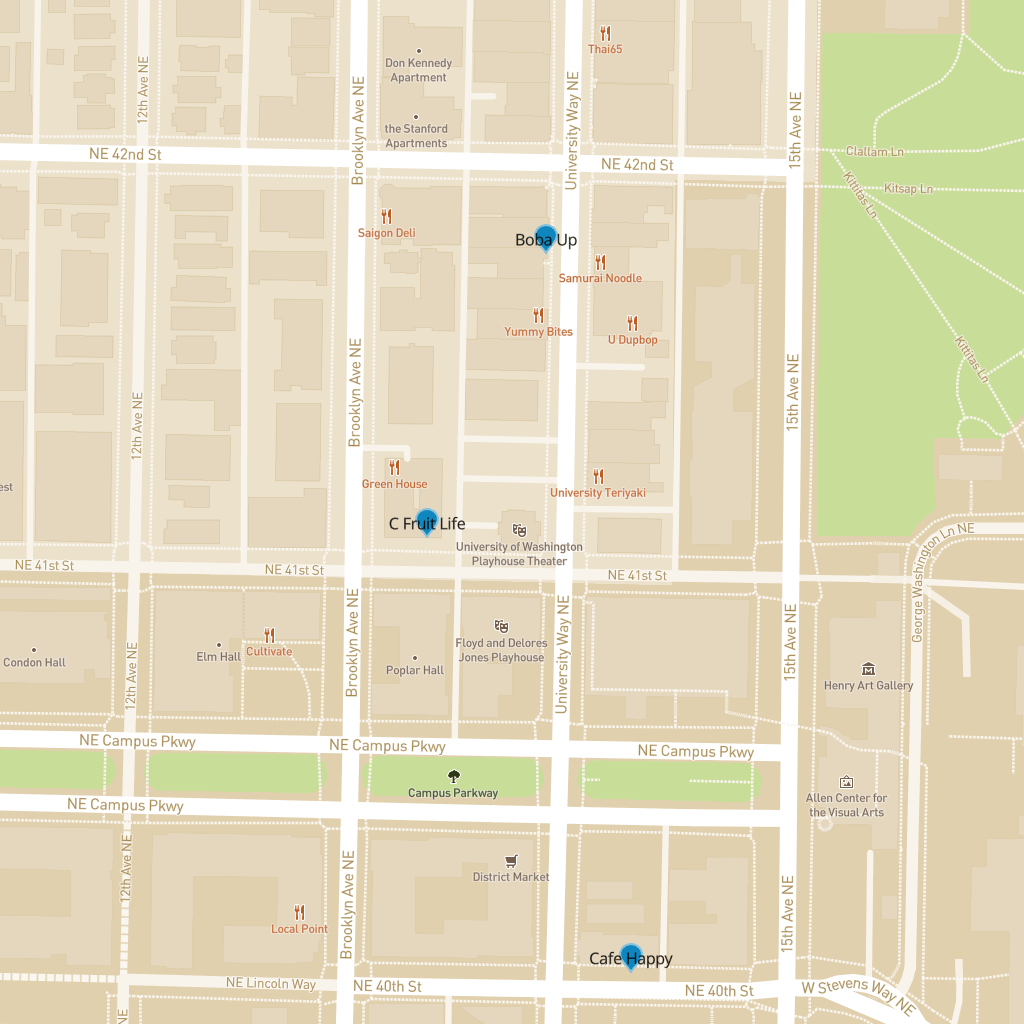 Thai65
Don Kennedy
Apartment
12th Ave NE
Brooklyn Ave NE
University Way NE
15th Ave NE
the Stanford
Apartments
NE 42nd St
NE 42nd St
Clallam Ln
Kitsap Ln
Kittitas Ln
Saigon Deli
Boba Up
Samurai Noodle
Yummy Bites
U Dupbop
Kittitas Ln
12th Ave NE
Brooklyn Ave NE
15th Ave NE
Green House
University Teriyaki
est
C Fruit Life
University of Washington
Playhouse Theater
George Washington Ln NE
NE 41st St
NE 41st St
NE 41st St
12th Ave NE
Brooklyn Ave NE
University Way NE
15th Ave NE
Cultivate
Elm Hall
Condon Hall
Floyd and Delores
Jones Playhouse
Poplar Hall
Henry Art Gallery
NE Campus Pkwy
NE Campus Pkwy
NE Campus Pkwy
Campus Parkway
NE Campus Pkwy
Allen Center for
the Visual Arts
12th Ave NE
Brooklyn Ave NE
15th Ave NE
District Market
Local Point
Cafe Happy
NE Lincoln Way
NE 40th St
NE 40th St
W Stevens Way NE
NE